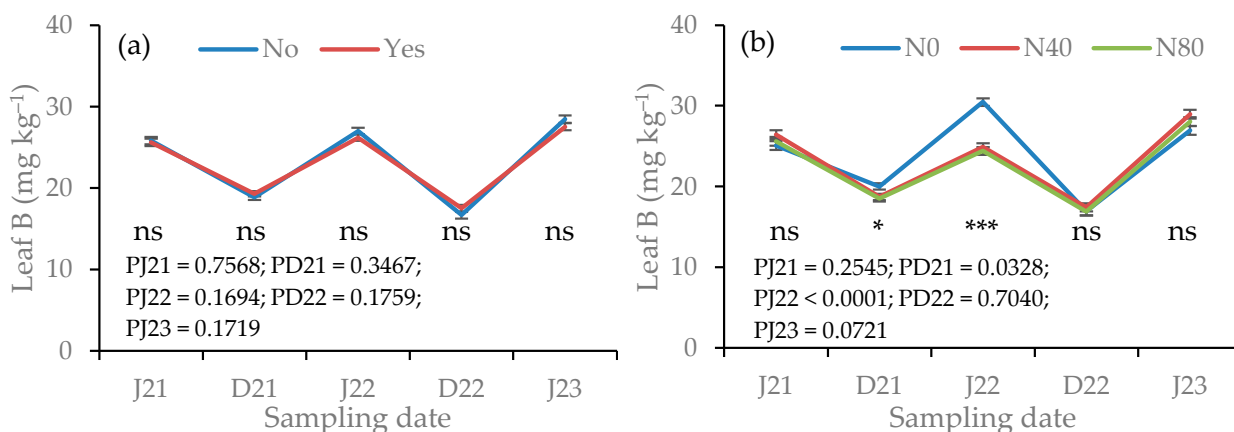 (a)
No
Yes
Leaf B (mg kg⁻¹)
40
30
20
10
0
ns
ns
ns
ns
ns
PJ21 = 0.7568; PD21 = 0.3467;
PJ22 = 0.1694; PD22 = 0.1759;
PJ23 = 0.1719
J21
D21
J22
D22
J23
Sampling date
(b)
N0
N40
N80
Leaf B (mg kg⁻¹)
40
30
20
10
0
ns
*
***
ns
ns
PJ21 = 0.2545; PD21 = 0.0328;
PJ22 < 0.0001; PD22 = 0.7040;
PJ23 = 0.0721
J21
D21
J22
D22
J23
Sampling date